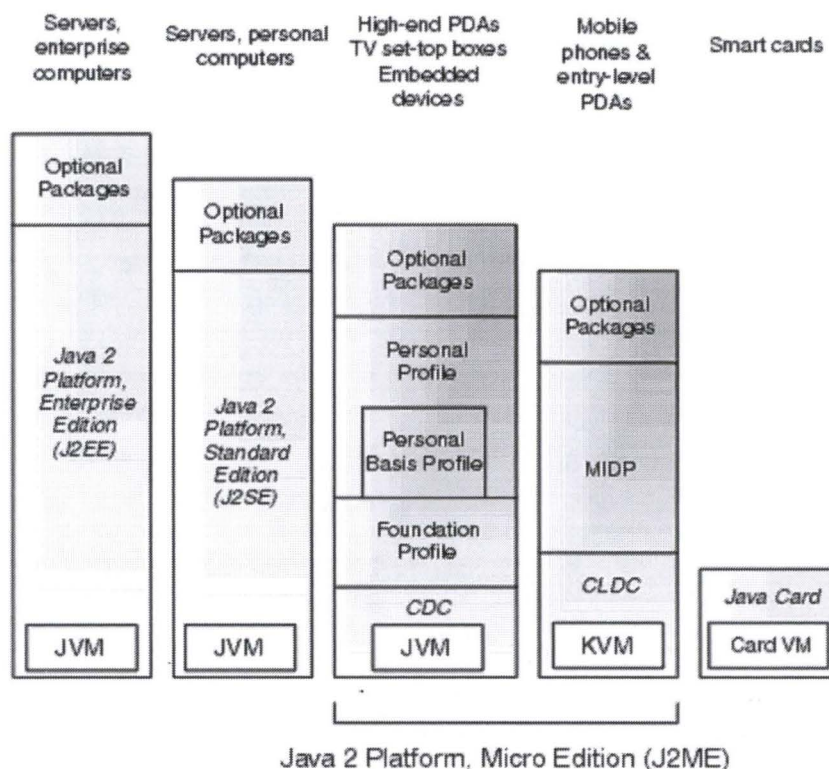 Servers,
enterprise
computers
Servers, personal
computers
High-end PDAs
TV set-top boxes
Embedded
devices
Mobile
phones &
entry-level
PDAs
Smart cards
Optional
Packages
Java 2
Platform,
Enterprise
Edition
(J2EE)
JVM
Optional
Packages
Java 2
Platform,
Standard
Edition
(J2SE)
JVM
Optional
Packages
Personal
Profile
Personal
Basis Profile
Foundation
Profile
CDC
JVM
Optional
Packages
MIDP
CLDC
KVM
Java Card
Card VM
Java 2 Platform, Micro Edition (J2ME)